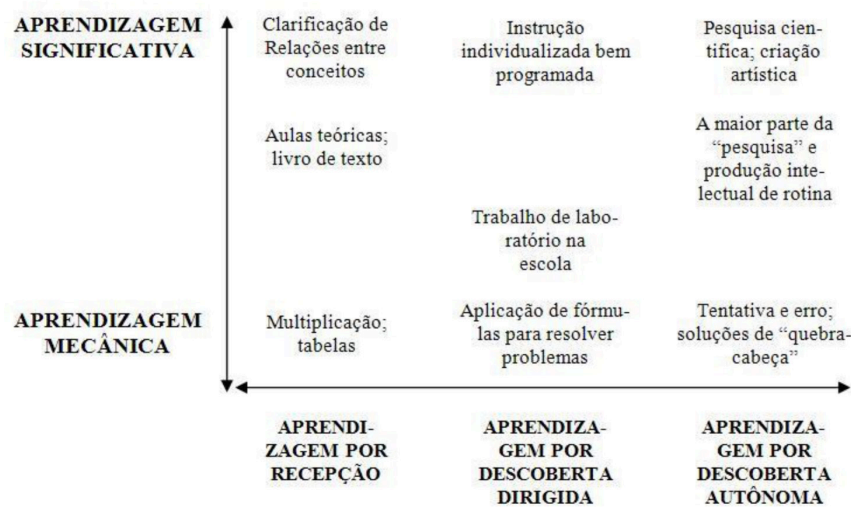 APRENDIZAGEM
SIGNIFICATIVA
Clarificação de
Relações entre
conceitos
Instrução
individualizada bem
programada
Pesquisa cien-
tifica; criação
artística
Aulas teóricas;
livro de texto
A maior parte da
“pesquisa” e
produção inte-
lectual de rotina
Trabalho de labo-
ratório na
escola
APRENDIZAGEM
MECÂNICA
Multiplicação;
tabelas
Aplicação de fórmu-
las para resolver
problemas
Tentativa e erro;
soluções de “quebra-
cabeça”
APRENDI-
ZAGEM POR
RECEPÇÃO
APRENDIZA-
GEM POR
DESCOBERTA
DIRIGIDA
APRENDIZA-
GEM POR
DESCOBERTA
AUTÔNOMA